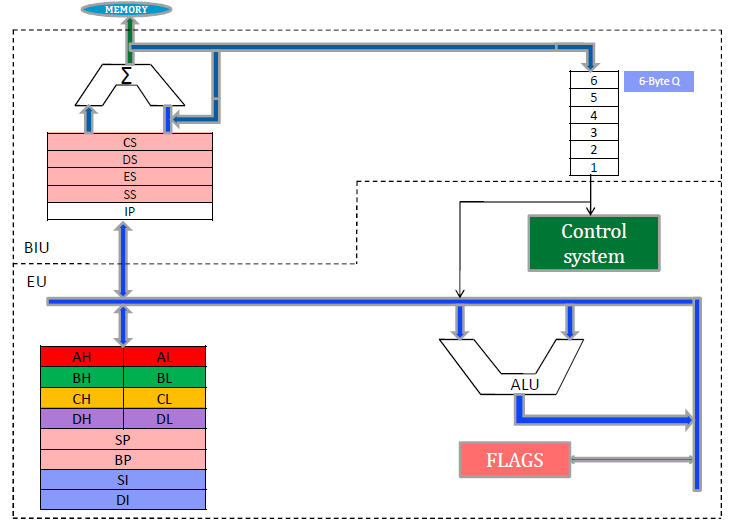 MEMORY
Σ
6
6-Byte Q
5
4
3
2
1
CS
DS
ES
SS
IP
Control
system
BIU
EU
AH AL
BH BL
CH CL
DH DL
SP
BP
SI
DI
ALU
FLAGS